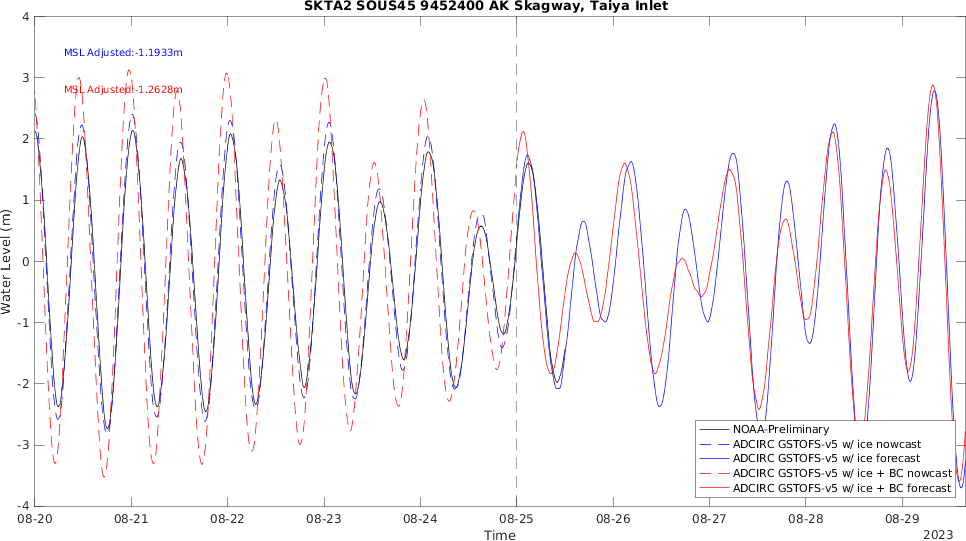 SKTA2 SOUS45 9452400 AK Skagway, Taiya Inlet
4
MSL Adjusted:-1.1933m
3
MSL Adjusted:-1.2628m
2
1
0
-1
-2
-3
-4
Water Level (m)
NOAA-Preliminary
ADCIRC GSTOFS-v5 w/ ice nowcast
ADCIRC GSTOFS-v5 w/ ice forecast
ADCIRC GSTOFS-v5 w/ ice + BC nowcast
ADCIRC GSTOFS-v5 w/ ice + BC forecast
08-20 08-21 08-22 08-23 08-24 08-25 08-26 08-27 08-28 08-29
Time
2023